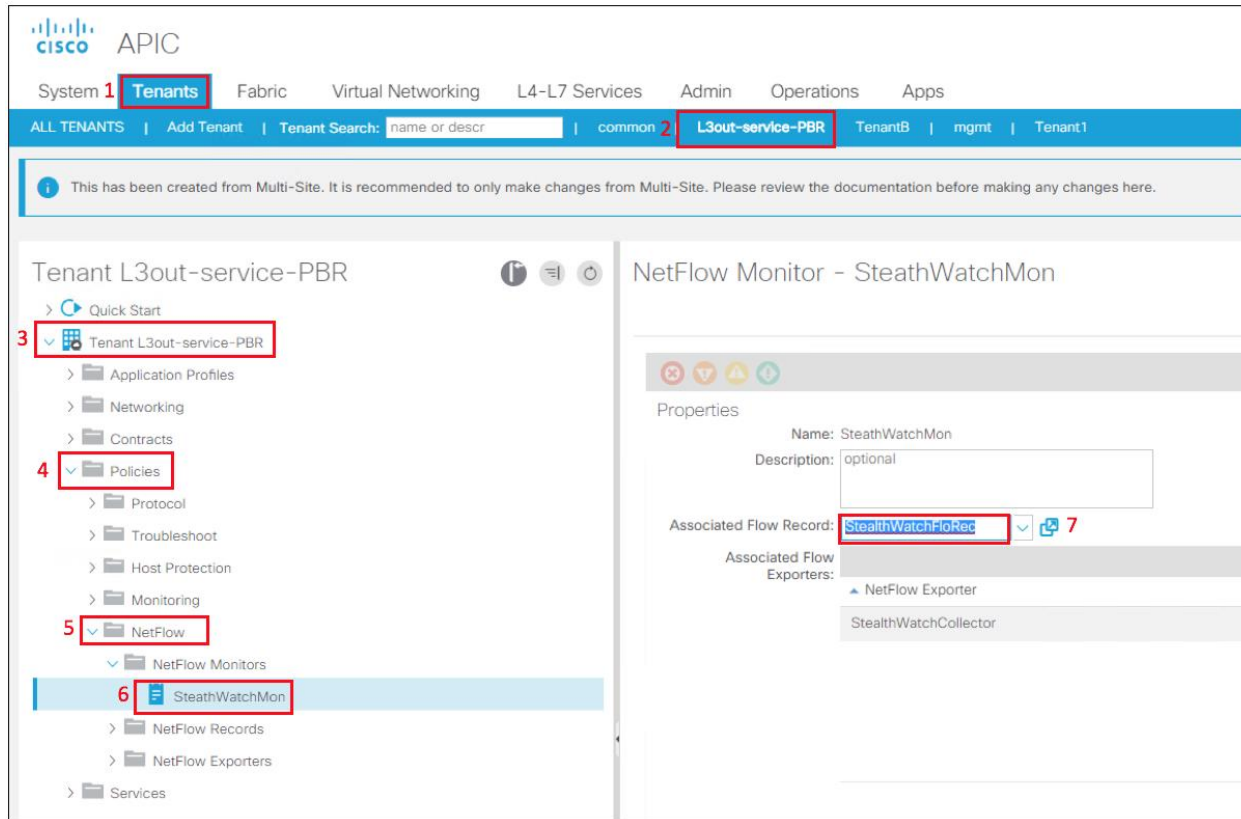 CISCO APIC
System 1 Tenants Fabric Virtual Networking L4-L7 Services Admin Operations Apps
ALL TENANTS | Add Tenant | Tenant Search: name or descr | common 2 L3out-service-PBR TenantB | mgmt | Tenant1
This has been created from Multi-Site. It is recommended to only make changes from Multi-Site. Please review the documentation before making any changes here.
Tenant L3out-service-PBR
Quick Start
3 Tenant L3out-service-PBR
Application Profiles
Networking
Contracts
4 Policies
Protocol
Troubleshoot
Host Protection
Monitoring
5 NetFlow
NetFlow Monitors
6 SteathWatchMon
NetFlow Records
NetFlow Exporters
Services
NetFlow Monitor - SteathWatchMon
Properties
Name: SteathWatchMon
Description: optional
Associated Flow Record: StealthWatchFloRec 7
Associated Flow
Exporters:
NetFlow Exporter
StealthWatchCollector